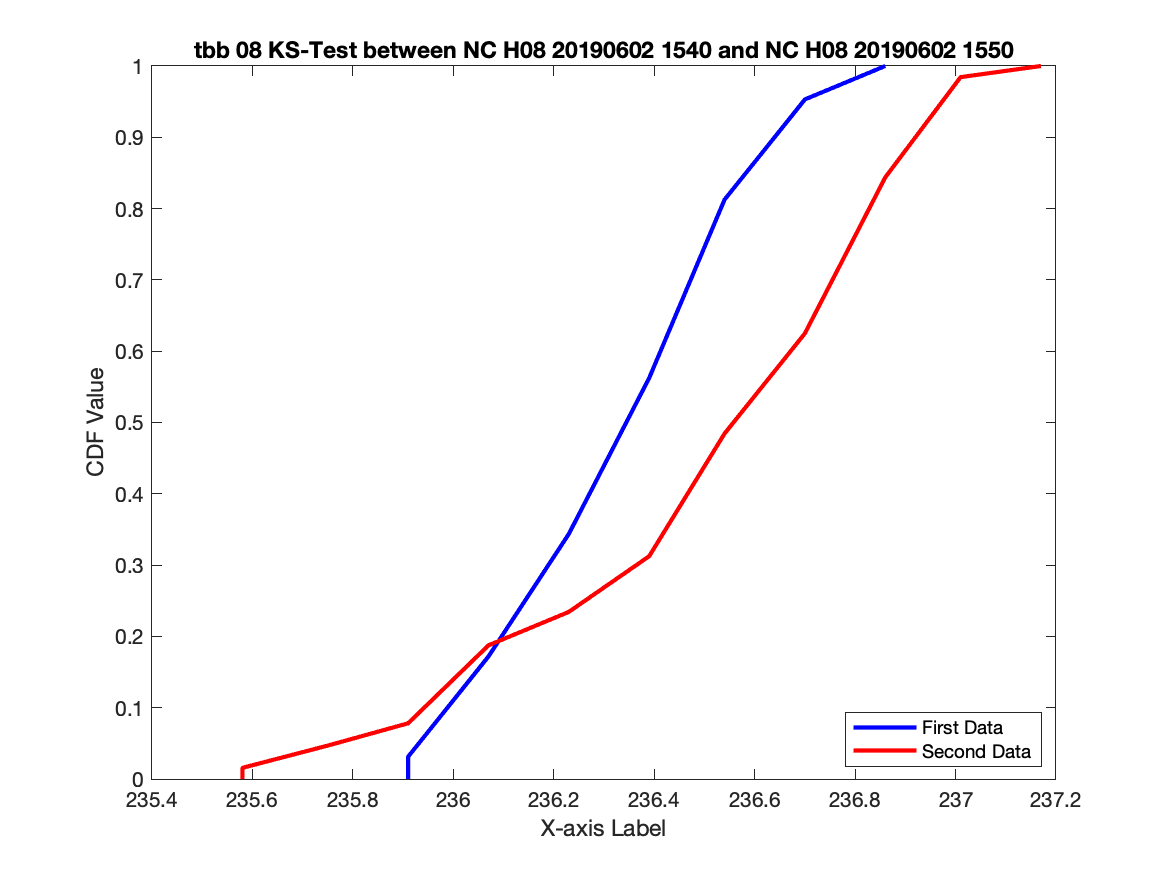 tbb 08 KS-Test between NC H08 20190602 1540 and NC H08 20190602 1550
1
0.9
0.8
0.7
0.6
0.5
0.4
0.3
0.2
0.1
0
CDF Value
First Data
Second Data
235.4 235.6 235.8 236 236.2 236.4 236.6 236.8 237 237.2
X-axis Label